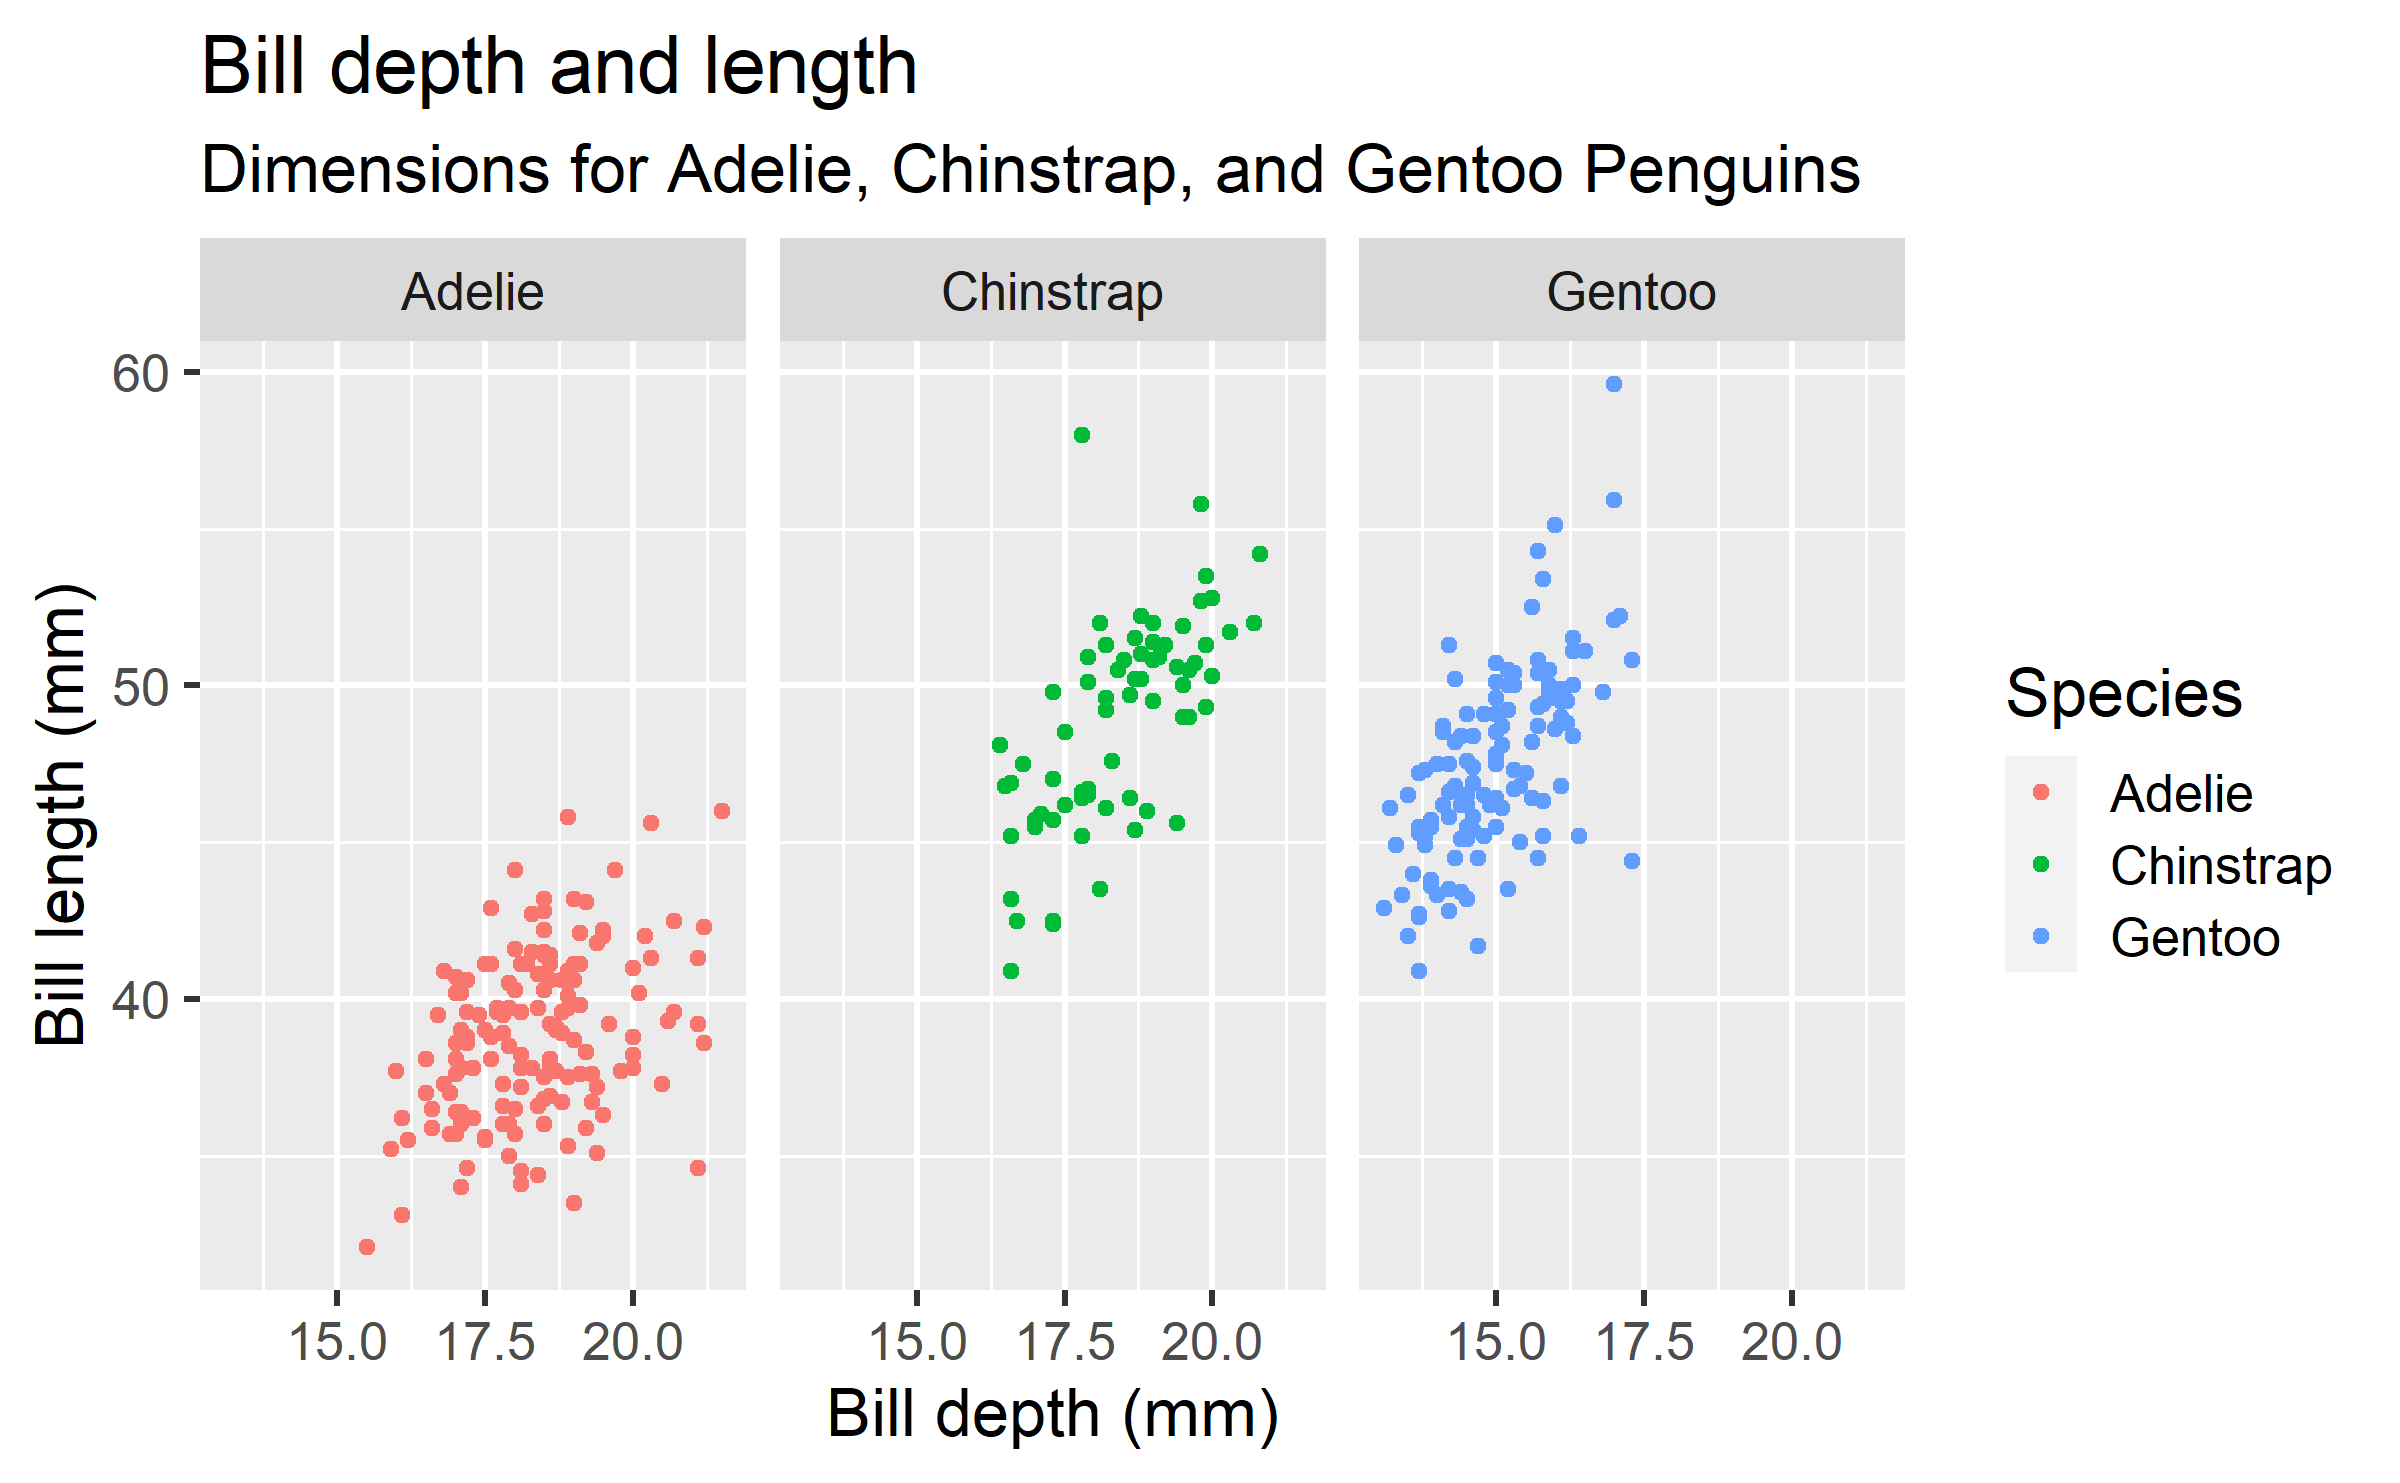 Bill depth and length
Dimensions for Adelie, Chinstrap, and Gentoo Penguins
Adelie
Chinstrap
Gentoo
60
50
40
Bill length (mm)
15.0 17.5 20.0
15.0 17.5 20.0
15.0 17.5 20.0
Bill depth (mm)
Species
Adelie
Chinstrap
Gentoo